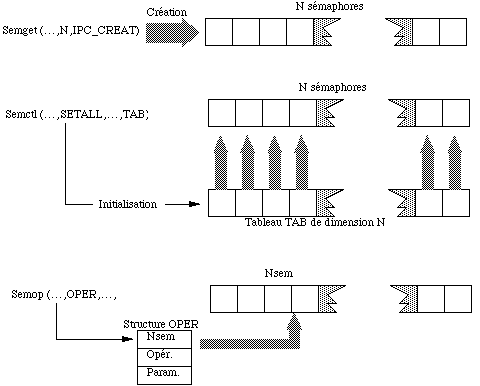 Création
N sémaphores
Semget (...,N,IPC_CREAT)
N sémaphores
Semctl (...,SETALL,...,TAB)
Initialisation
Tableau TAB de dimension N
Nsem
Semop (...,OPER,...,
Structure OPER
Nsem
Opér.
Param.